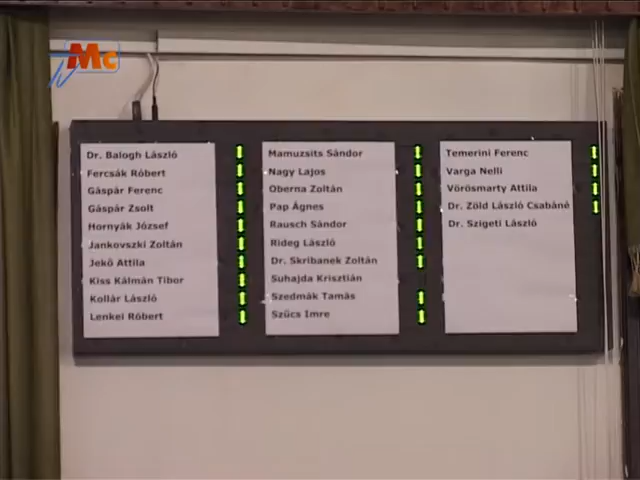 Mc
TV
Dr. Balogh László
Fercsák Róbert
Gáspár Ferenc
Gáspár Zsolt
Hornyák József
Jankovszki Zoltán
Jekő Attila
Kiss Kálmán Tibor
Kollár László
Lenkei Róbert
Mamuzsits Sándor
Nagy Lajos
Oberna Zoltán
Pap Ágnes
Rausch Sándor
Rideg László
Dr. Skribanek Zoltán
Suhajda Krisztián
Szedmák Tamás
Szűcs Imre
Temerini Ferenc
Varga Nelli
Vörösmarty Attila
Dr. Zöld László Csabáné
Dr. Szigeti László